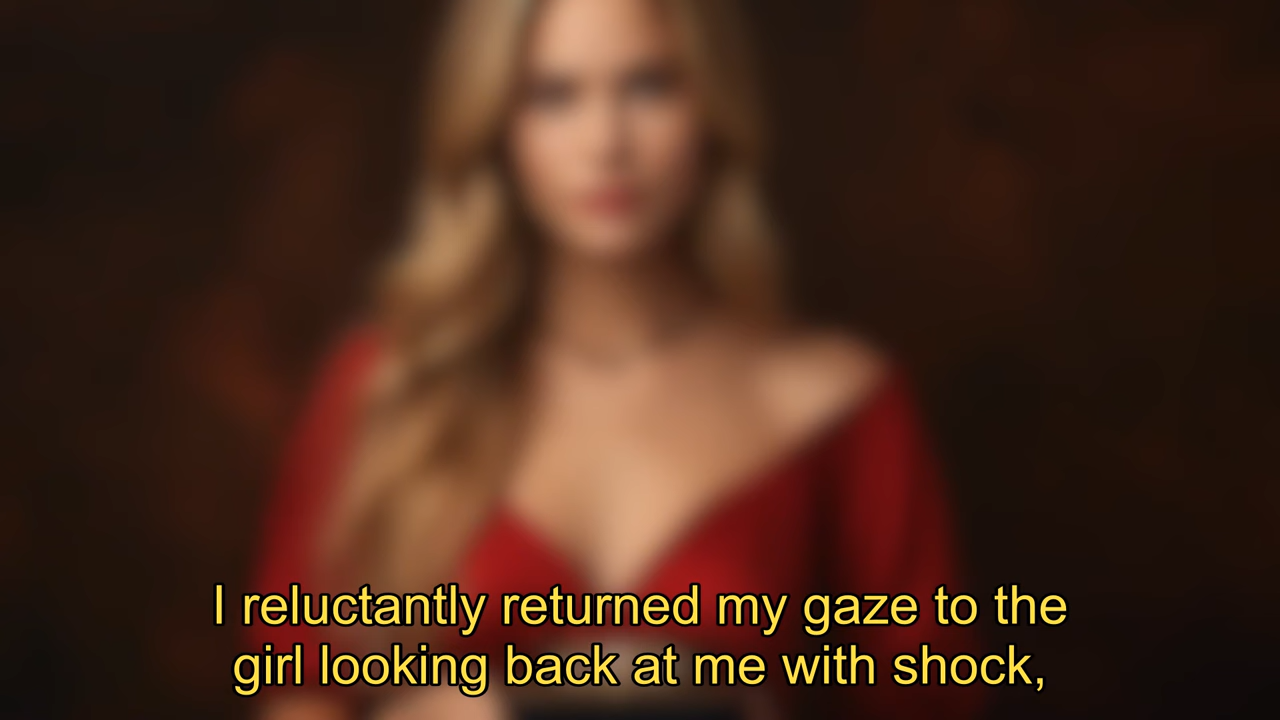 I reluctantly returned my gaze to the
girl looking back at me with shock,